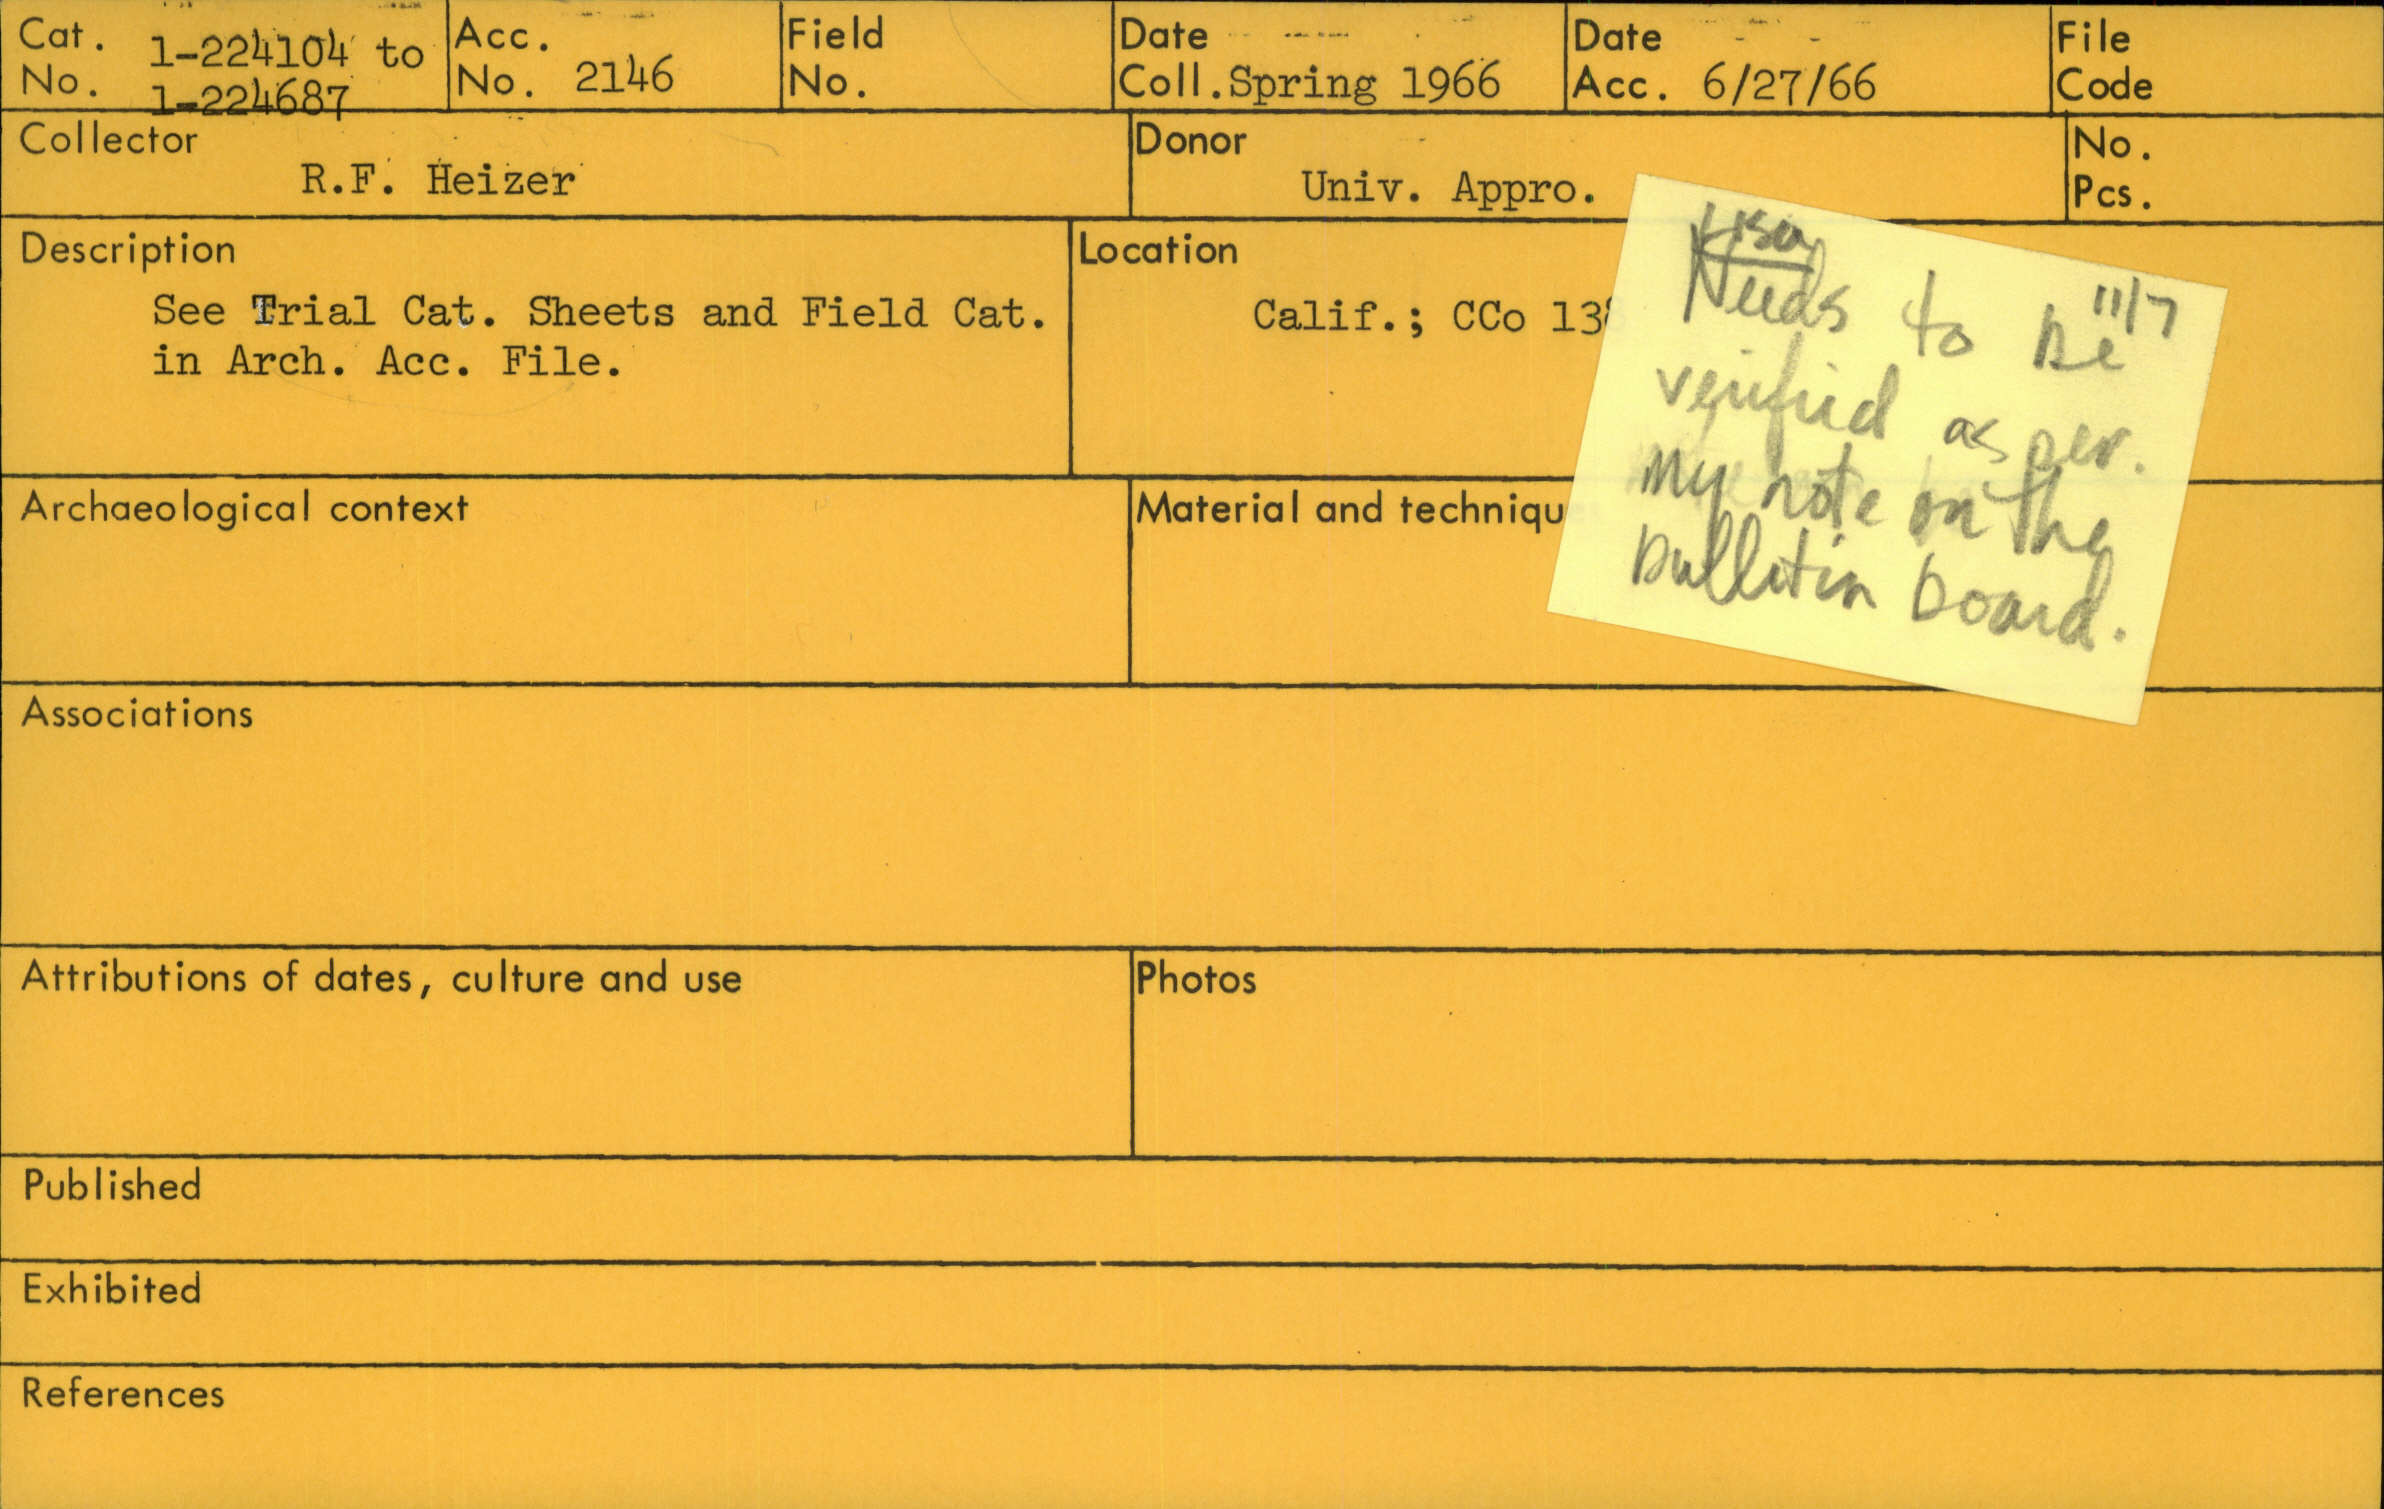 Cat. No. 1-224104 to 1-224687
Acc. No. 2146
Field No.
Date Coll. Spring 1966
Date Acc. 6/27/66
File Code
Collector
R.F. Heizer
Donor
Univ. Appro.
No. Pcs.
Description
See Trial Cat. Sheets and Field Cat.
in Arch. Acc. File.
Location
Calif.; CCo 138
Lisa
11/7
Needs to be
verified as per.
my note on the
bulletin board.
Archaeological context
Material and techniqu
Associations
Attributions of dates, culture and use
Photos
Published
Exhibited
References